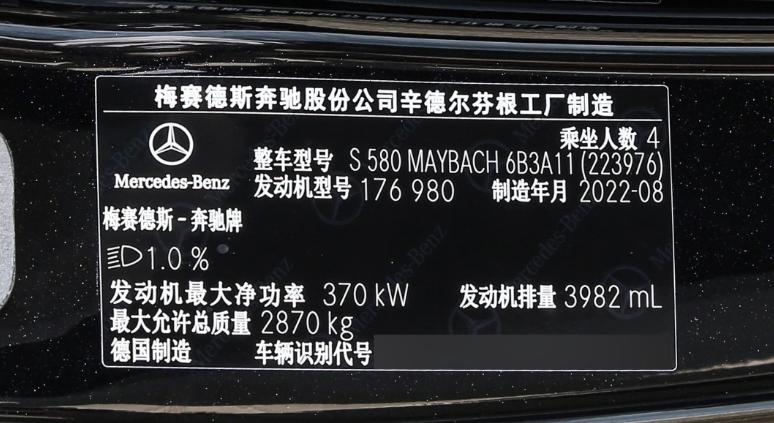 梅赛德斯奔驰股份公司辛德尔芬根工厂制造
乘坐人数 4
整车型号 S 580 MAYBACH 6B3A11 (223976)
Mercedes-Benz 发动机型号 176 980 制造年月 2022-08
梅赛德斯-奔驰牌
1.0 %
发动机最大净功率 370 kW 发动机排量 3982 mL
最大允许总质量 2870 kg
德国制造 车辆识别代号